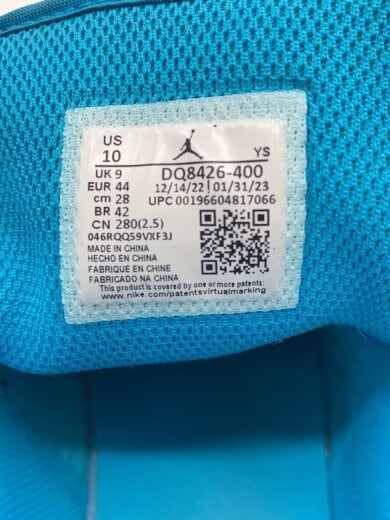 US
10
YS
UK 9
DQ8426-400
EUR 44
12/14/22 | 01/31/23
cm 28
UPC 00196604817066
BR 42
CN 280(2.5)
046RQQ59VXF3J
MADE IN CHINA
HECHO EN CHINA
FABRIQUE EN CHINE
FABRICADO NA CHINA
This product is covered by one or more patents:
www.nike.com/patentsvirtualmarking